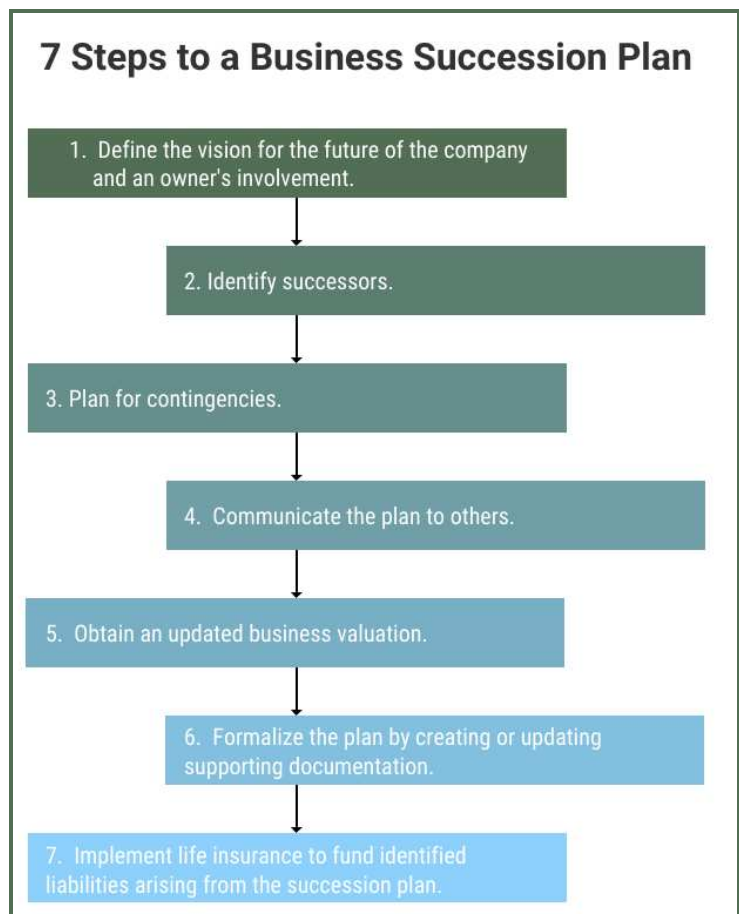 7 Steps to a Business Succession Plan
1. Define the vision for the future of the company
and an owner's involvement.
2. Identify successors.
3. Plan for contingencies.
4. Communicate the plan to others.
5. Obtain an updated business valuation.
6. Formalize the plan by creating or updating
supporting documentation.
7. Implement life insurance to fund identified
liabilities arising from the succession plan.